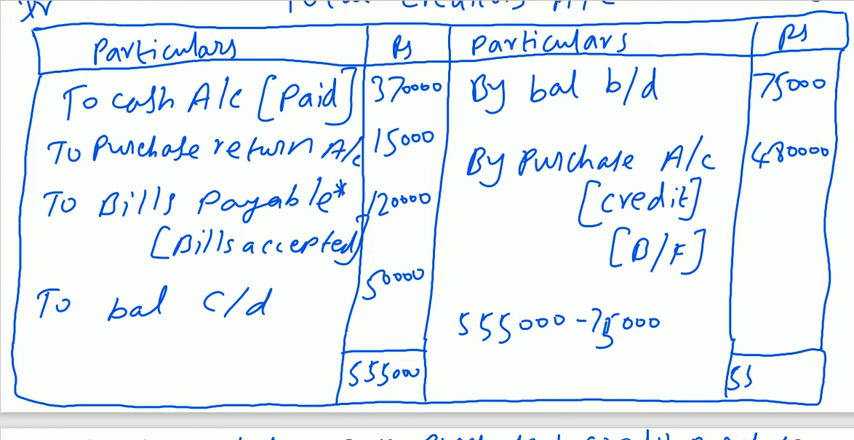 Particulars | Rs | Particulars | Rs
To cash A/c [Paid] | 370000 | By bal b/d | 75000
To Purchase return A/c | 15000 | By Purchase A/c | 480000
To Bills Payable* | 120000 | [credit]
[Bills accepted] | [B/F]
To bal c/d | 50000
555000 - 75000
555000 | 55